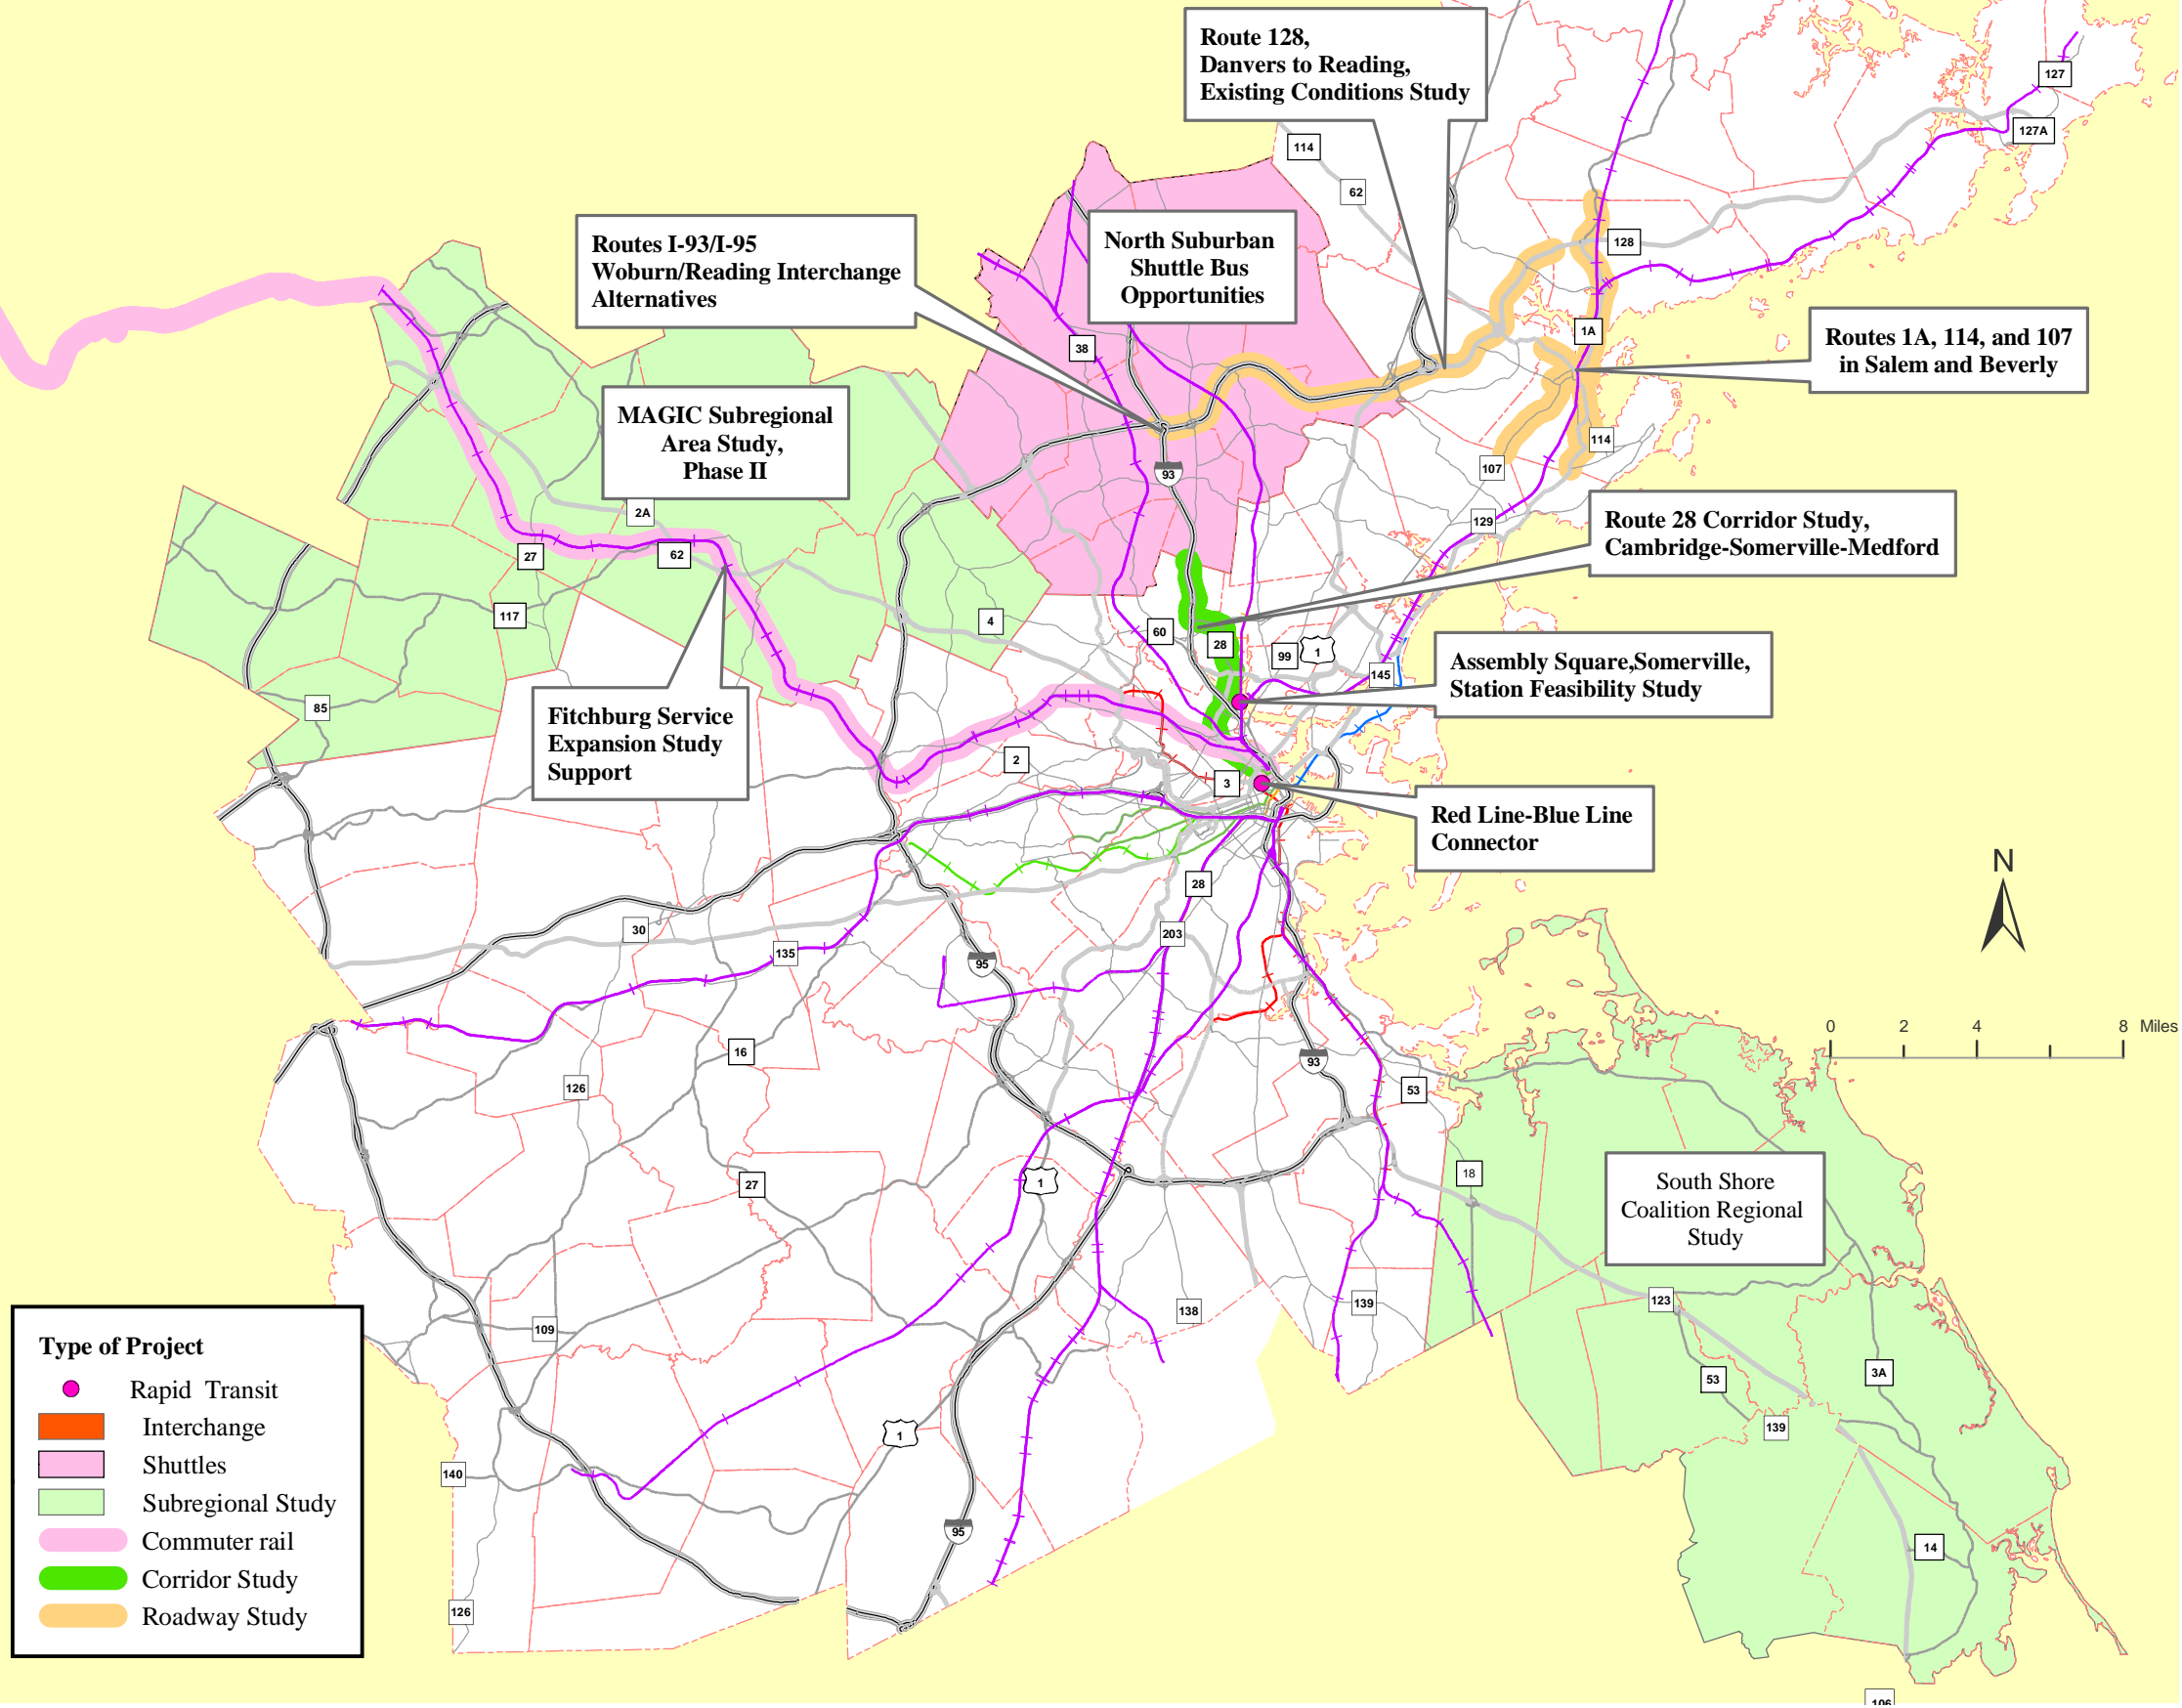 Route 128,
Danvers to Reading,
Existing Conditions Study
127
127A
114
62
Routes I-93/I-95
Woburn/Reading Interchange
Alternatives
North Suburban
Shuttle Bus
Opportunities
128
1A
Routes 1A, 114, and 107
in Salem and Beverly
38
MAGIC Subregional
Area Study,
Phase II
114
107
93
2A
129
Route 28 Corridor Study,
Cambridge-Somerville-Medford
27
62
117
4
60
28
99
1
145
Assembly Square,Somerville,
Station Feasibility Study
85
Fitchburg Service
Expansion Study
Support
2
3
Red Line-Blue Line
Connector
28
N
30
135
203
95
0 2 4 8 Miles
16
126
93
53
27
1
18
South Shore
Coalition Regional
Study
123
138
139
109
53
3A
139
1
140
95
14
126
106
Type of Project
Rapid Transit
Interchange
Shuttles
Subregional Study
Commuter rail
Corridor Study
Roadway Study